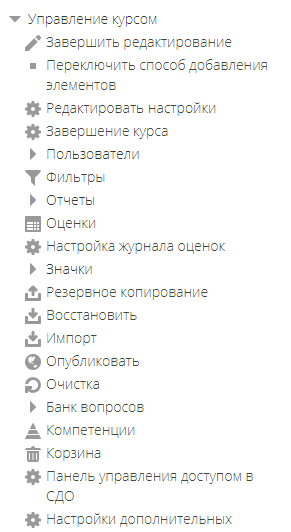 Управление курсом
Завершить редактирование
Переключить способ добавления
элементов
Редактировать настройки
Завершение курса
Пользователи
Фильтры
Отчеты
Оценки
Настройка журнала оценок
Значки
Резервное копирование
Восстановить
Импорт
Опубликовать
Очистка
Банк вопросов
Компетенции
Корзина
Панель управления доступом в
СДО
Настройки дополнительных